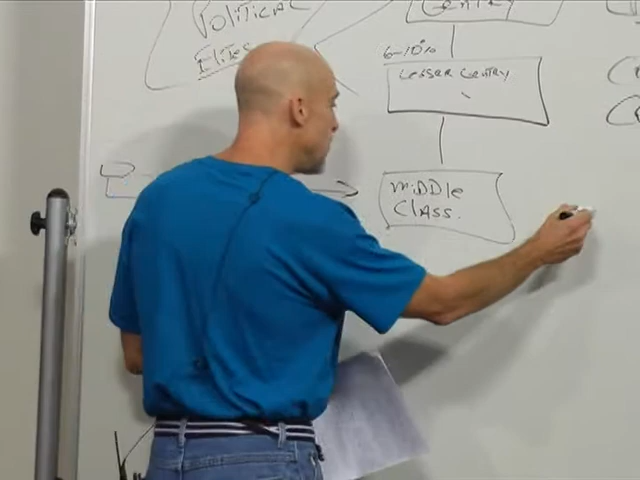 Political
Elites
Gentry
6-10%
Lesser Gentry
Middle
Class.